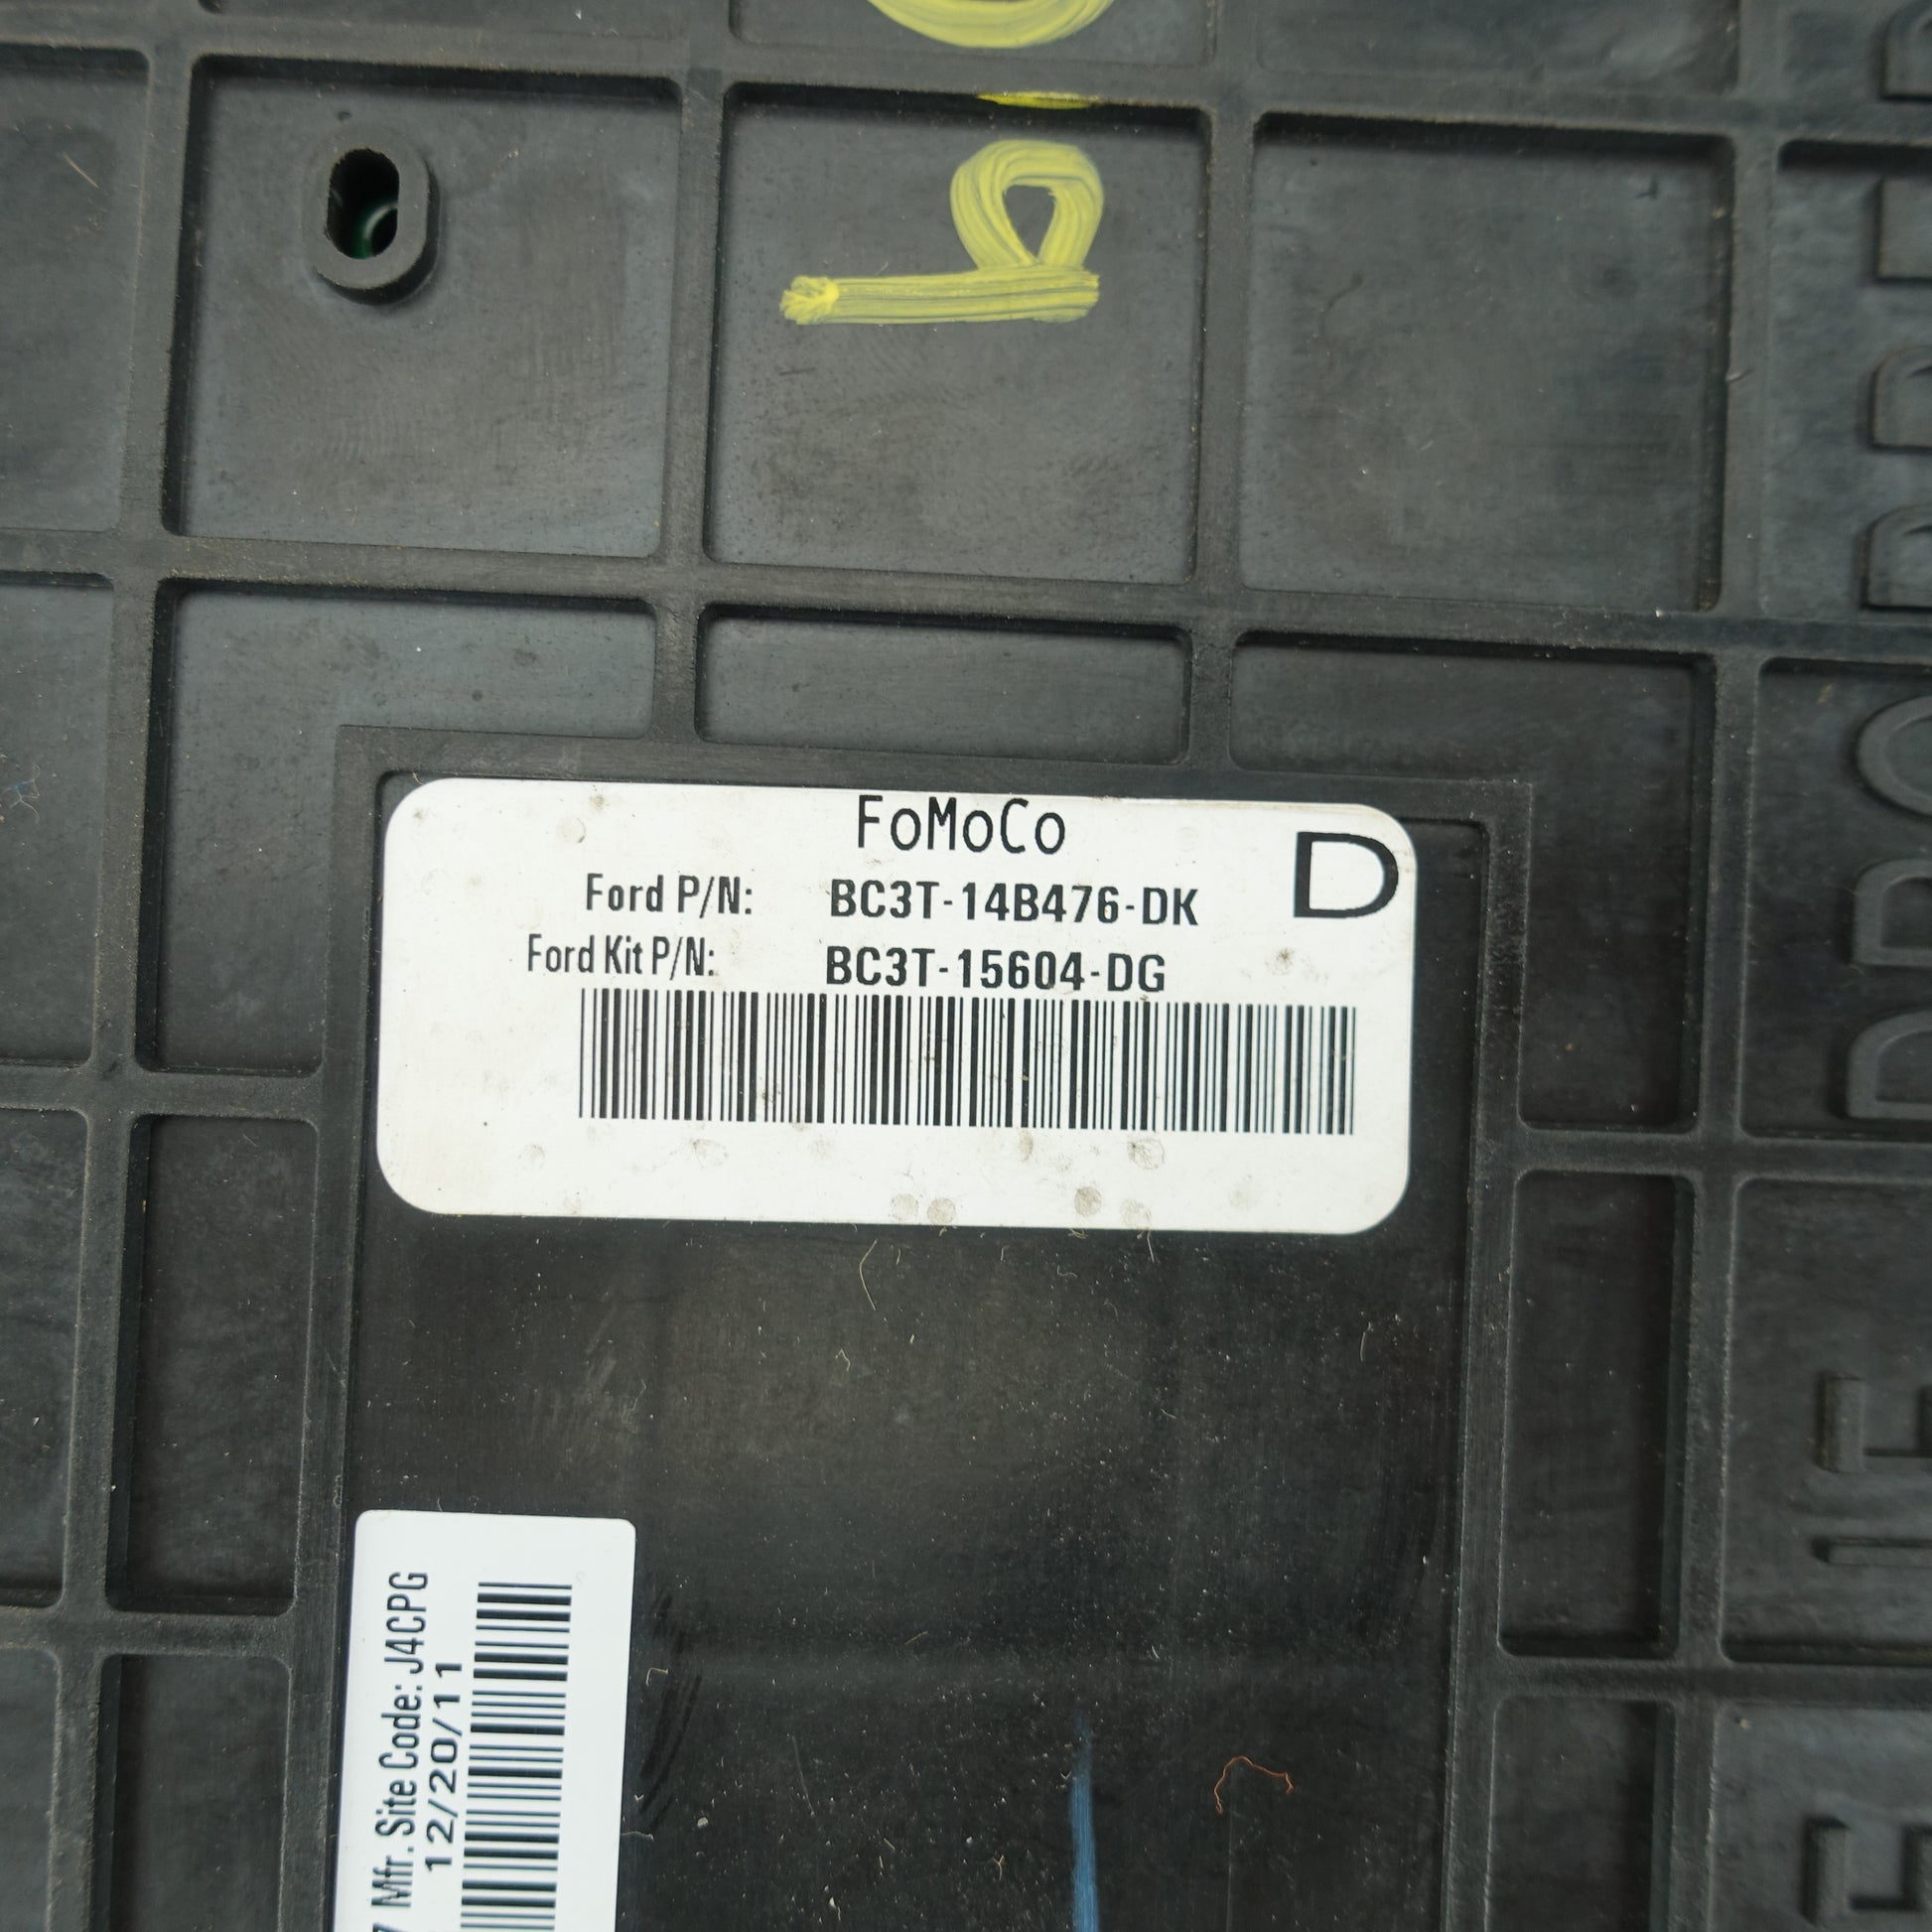 FoMoCo
D
Ford P/N: BC3T-14B476-DK
Ford Kit P/N: BC3T-15604-DG
Mfr. Site Code: J4CPG
12/20/11